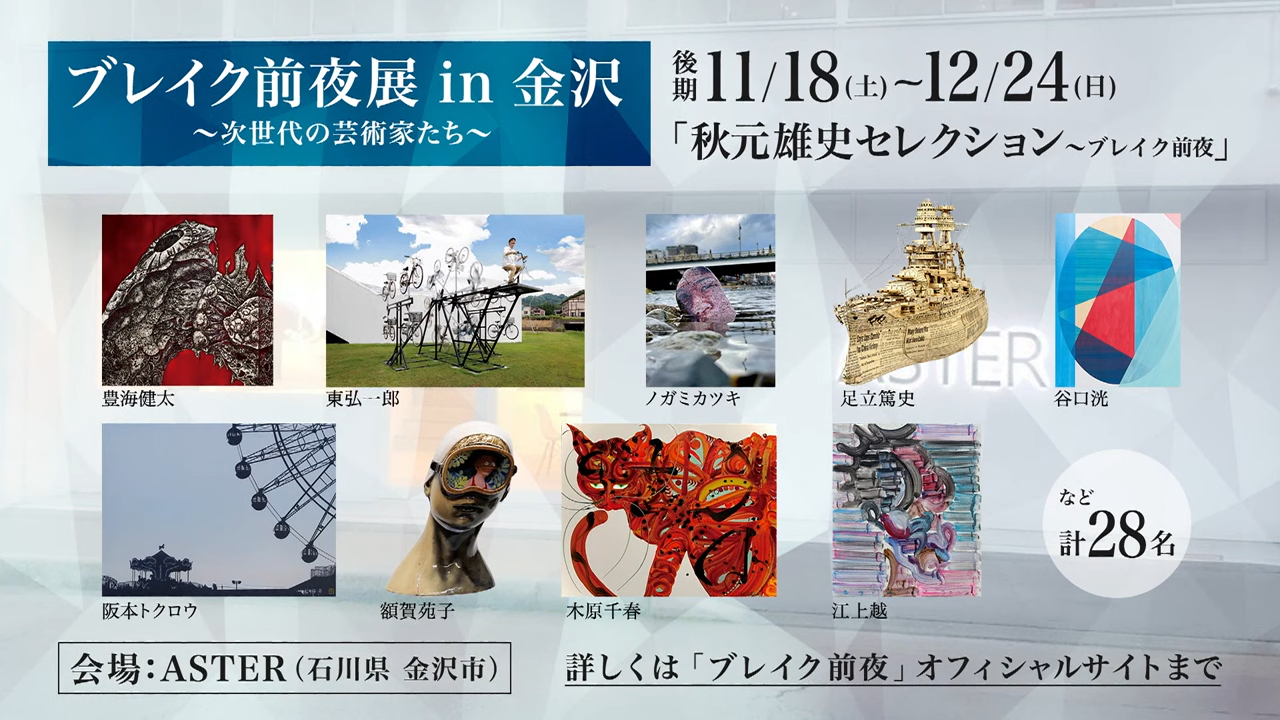 ブレイク前夜展 in 金沢
～次世代の芸術家たち～
後期 11/18(土)～12/24(日)
「秋元雄史セレクション～ブレイク前夜」
豊海健太
東弘一郎
ノガミカツキ
足立篤史
谷口洸
ASTER
阪本トクロウ
額賀苑子
木原千春
江上越
など
計28名
会場：ASTER（石川県 金沢市）
詳しくは「ブレイク前夜」オフィシャルサイトまで